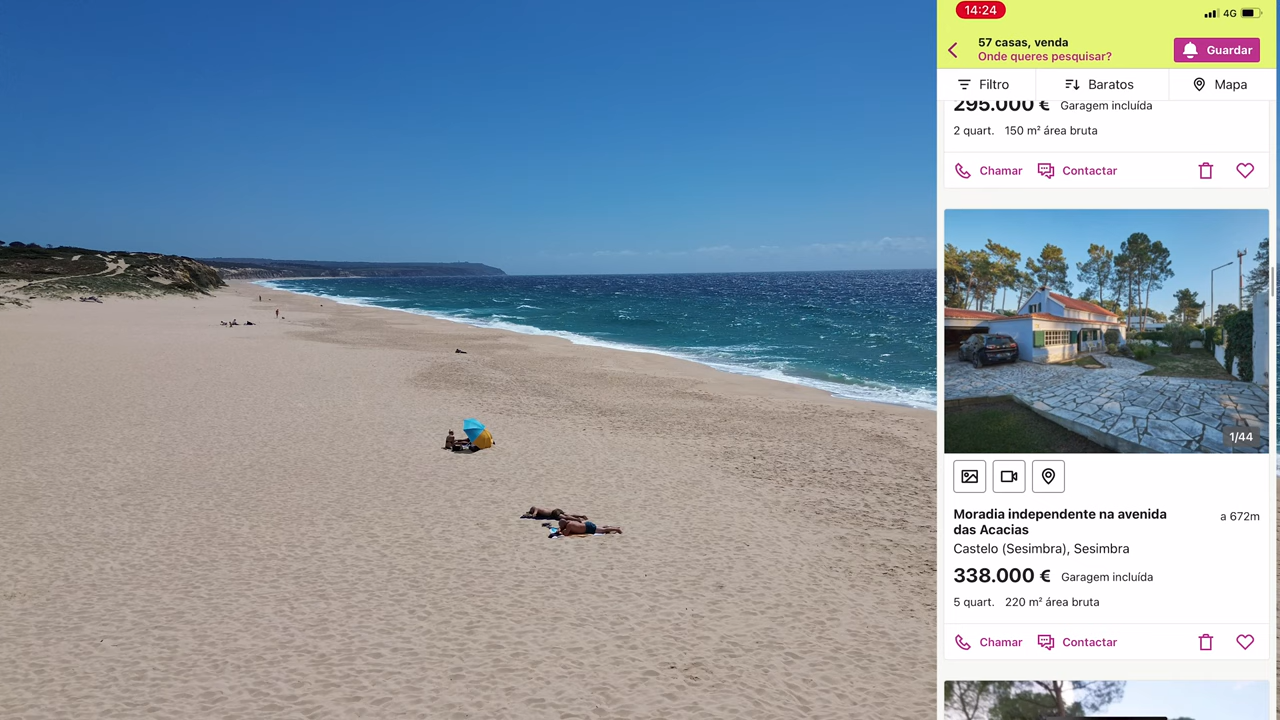 14:24
4G
57 casas, venda
Onde queres pesquisar?
Guardar
Filtro
Baratos
Mapa
295.000 € Garagem incluída
2 quart. 150 m² área bruta
Chamar
Contactar
1/44
Moradia independente na avenida
das Acacias
a 672m
Castelo (Sesimbra), Sesimbra
338.000 € Garagem incluída
5 quart. 220 m² área bruta
Chamar
Contactar